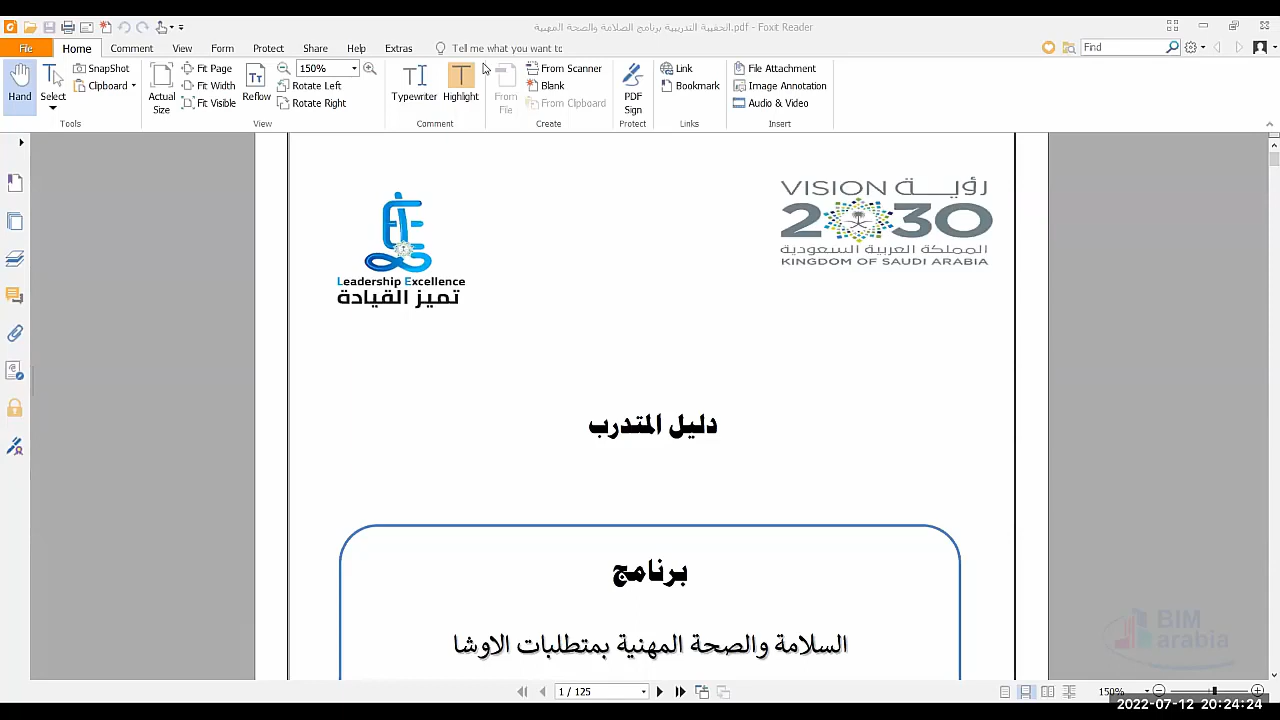 الحقيبة التدريبية برنامج الصلامة والصحة المهنية.pdf - Foxit Reader
File Home Comment View Form Protect Share Help Extras Tell me what you want to
Find
Hand
Select
SnapShot
Clipboard
Tools
Actual Size
Fit Page
Fit Width
Fit Visible
Reflow
150%
Rotate Left
Rotate Right
View
Typewriter
Highlight
Comment
From File
From Scanner
Blank
From Clipboard
Create
PDF Sign
Protect
Link
Bookmark
Links
File Attachment
Image Annotation
Audio & Video
Insert
VISION رؤيـــة
2030
المملكة العربية السعودية
KINGDOM OF SAUDI ARABIA
Leadership Excellence
تميز القيادة
دليل المتدرب
برنامج
السلامة والصحة المهنية بمتطلبات الاوشا
BIM
arabia
1 / 125
150%
2022-07-12 20:24:24